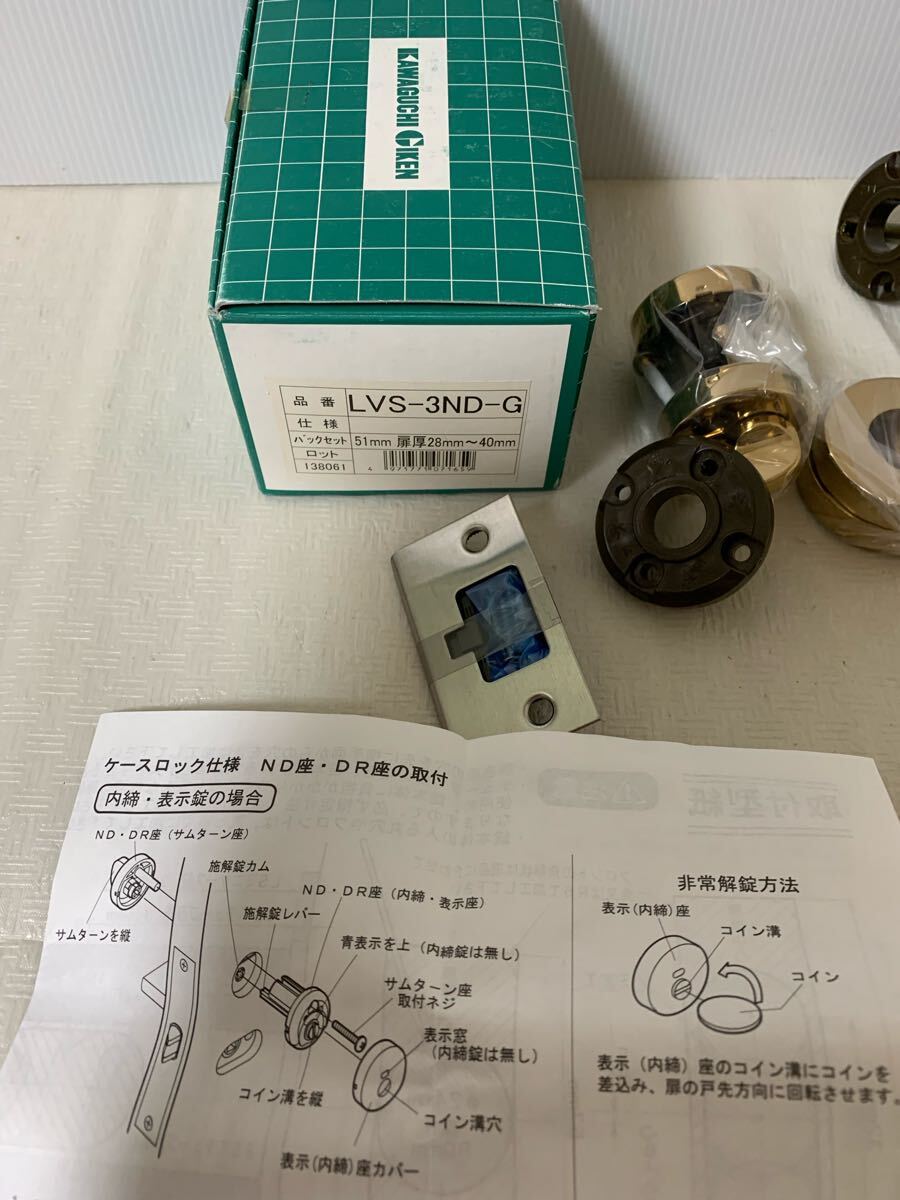 KAWAGUCHI GIKEN
品番 LVS-3ND-G
仕様
バックセット 51mm 扉厚28mm～40mm
ロット
138061
4 971771 071659
ケースロック仕様 ND座・DR座の取付
内締・表示錠の場合
ND・DR座（サムターン座）
施解錠カム
ND・DR座（内締・表示座）
施解錠レバー
サムターンを縦
青表示を上（内締錠は無し）
サムターン座
取付ネジ
表示窓
（内締錠は無し）
コイン溝を縦
コイン溝穴
表示(内締)座カバー
非常解錠方法
表示(内締)座
コイン溝
コイン
表示（内締）座のコイン溝にコインを
差込み、扉の戸先方向に回転させます。
取付型紙